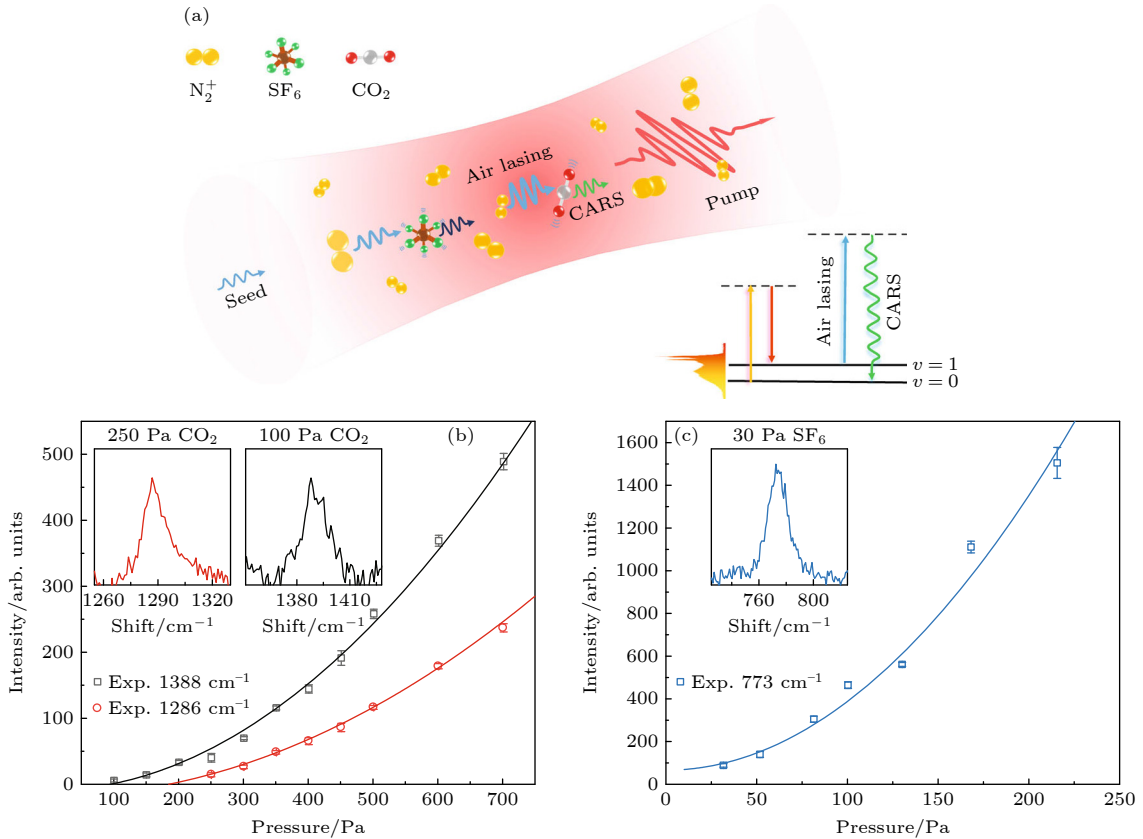 (a)
N₂⁺
SF₆
CO₂
Air lasing
CARS
Pump
Seed
Air lasing
CARS
v = 1
v = 0
(b)
250 Pa CO₂
100 Pa CO₂
1260 1290 1320
1380 1410
Shift/cm⁻¹
Shift/cm⁻¹
Exp. 1388 cm⁻¹
Exp. 1286 cm⁻¹
Intensity/arb. units
500
400
300
200
100
0
100 200 300 400 500 600 700
Pressure/Pa
(c)
30 Pa SF₆
760 800
Shift/cm⁻¹
Exp. 773 cm⁻¹
Intensity/arb. units
1600
1400
1200
1000
800
600
400
200
0
0 50 100 150 200 250
Pressure/Pa